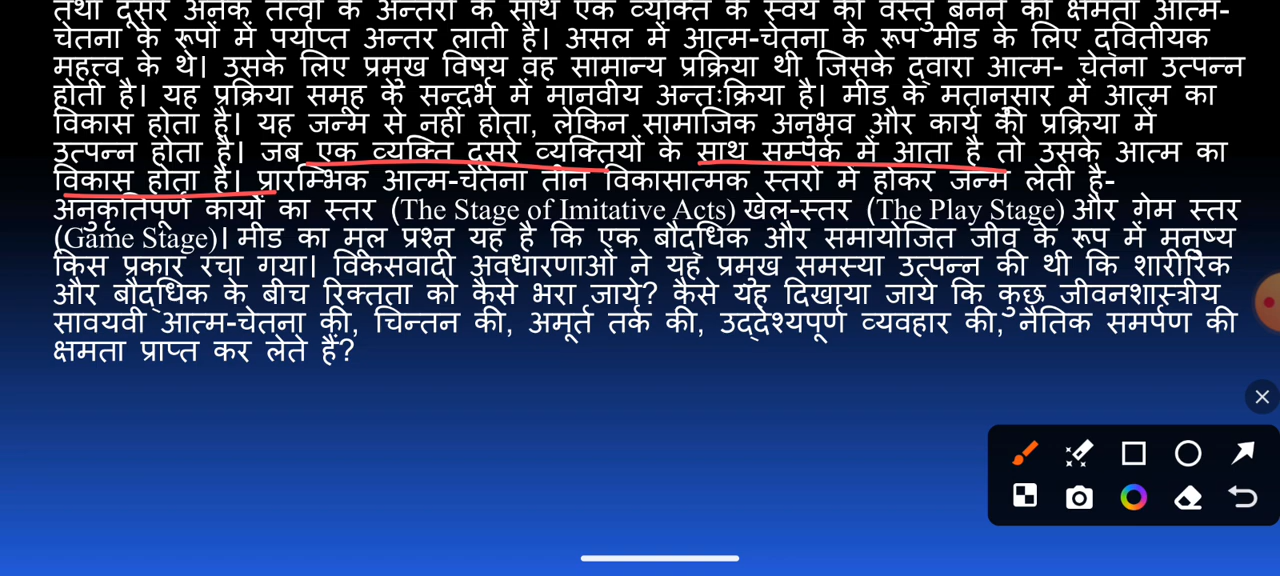 तथा दूसरे अनेक तत्वों के अन्तरों के साथ एक व्यक्ति के स्वयं की वस्तु बनने की क्षमता आत्म-
चेतना के रूपों में पर्याप्त अन्तर लाती है। असल में आत्म-चेतना के रूप मीड के लिए द्वितीयक
महत्त्व के थे। उसके लिए प्रमुख विषय वह सामान्य प्रक्रिया थी जिसके द्वारा आत्म- चेतना उत्पन्न
होती है। यह प्रक्रिया समूह के सन्दर्भ में मानवीय अन्तःक्रिया है। मीड के मतानुसार में आत्म का
विकास होता है। यह जन्म से नहीं होता, लेकिन सामाजिक अनुभव और कार्य की प्रक्रिया में
उत्पन्न होता है। जब एक व्यक्ति दूसरे व्यक्तियों के साथ सम्पर्क में आता है तो उसके आत्म का
विकास होता है। प्रारम्भिक आत्म-चेतना तीन विकासात्मक स्तरों में होकर जन्म लेती है-
अनुकृतिपूर्ण कार्यों का स्तर (The Stage of Imitative Acts) खेल-स्तर (The Play Stage) और गेम स्तर
(Game Stage)। मीड का मूल प्रश्न यह है कि एक बौद्धिक और समायोजित जीव के रूप में मनुष्य
किस प्रकार रचा गया। विकासवादी अवधारणाओं ने यह प्रमुख समस्या उत्पन्न की थी कि शारीरिक
और बौद्धिक के बीच रिक्तता को कैसे भरा जाये? कैसे यह दिखाया जाये कि कुछ जीवनशास्त्रीय
सावयवी आत्म-चेतना की, चिन्तन की, अमूर्त तर्क की, उद्देश्यपूर्ण व्यवहार की, नैतिक समर्पण की
क्षमता प्राप्त कर लेते हैं?